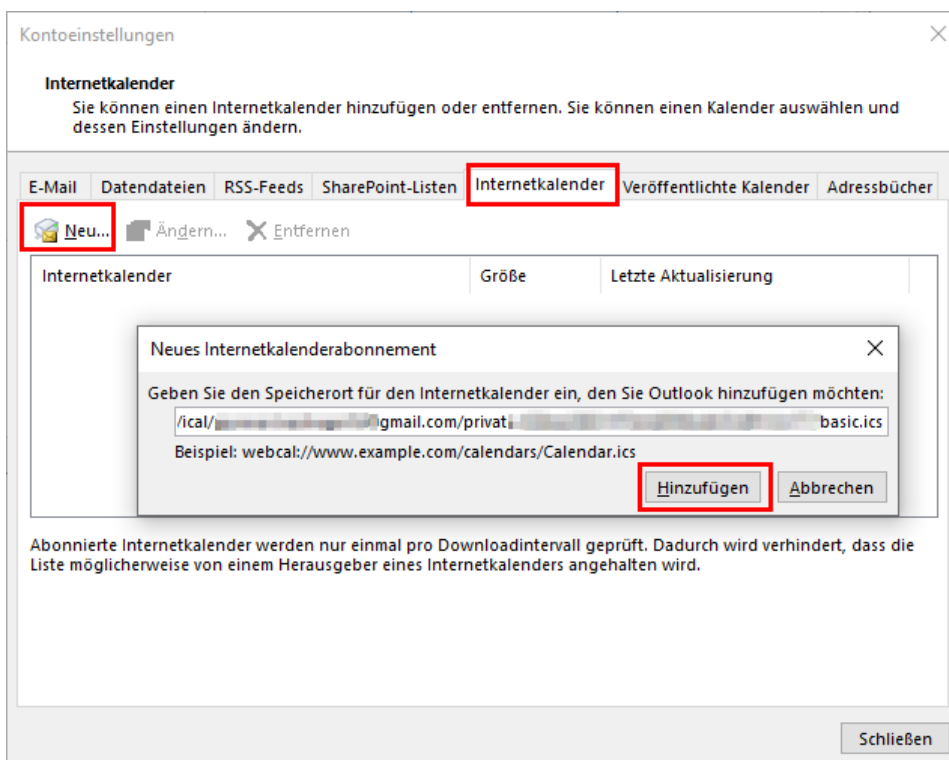 Kontoeinstellungen
Internetkalender
Sie können einen Internetkalender hinzufügen oder entfernen. Sie können einen Kalender auswählen und
dessen Einstellungen ändern.
E-Mail Datendateien RSS-Feeds SharePoint-Listen Internetkalender Veröffentlichte Kalender Adressbücher
Neu... Ändern... Entfernen
Internetkalender Größe Letzte Aktualisierung
Neues Internetkalenderabonnement
Geben Sie den Speicherort für den Internetkalender ein, den Sie Outlook hinzufügen möchten:
/ical/ gmail.com/privat basic.ics
Beispiel: webcal://www.example.com/calendars/Calendar.ics
Hinzufügen Abbrechen
Abonnierte Internetkalender werden nur einmal pro Downloadintervall geprüft. Dadurch wird verhindert, dass die
Liste möglicherweise von einem Herausgeber eines Internetkalenders angehalten wird.
Schließen